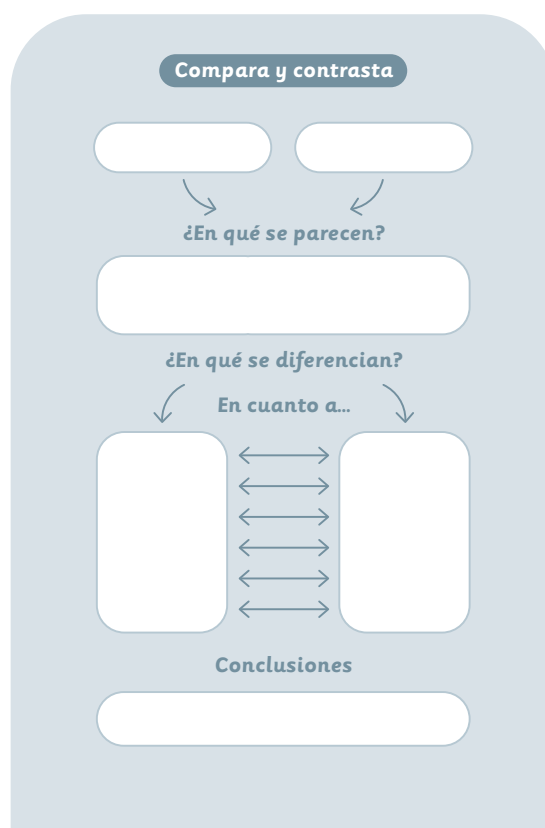 Compara y contrasta
¿En qué se parecen?
¿En qué se diferencian?
En cuanto a...
Conclusiones